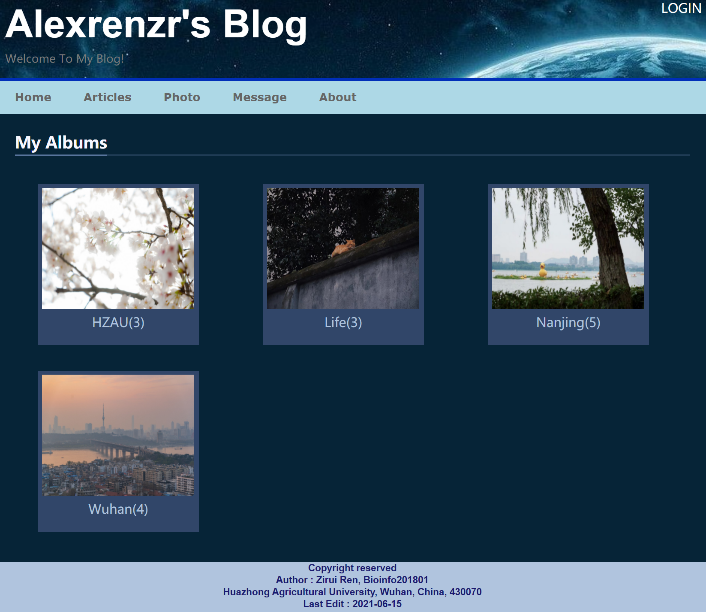 Alexrenzr's Blog
LOGIN
Welcome To My Blog!
Home Articles Photo Message About
My Albums
HZAU(3) Life(3) Nanjing(5)
Wuhan(4)
Copyright reserved
Author : Zirui Ren, Bioinfo201801
Huazhong Agricultural University, Wuhan, China, 430070
Last Edit : 2021-06-15